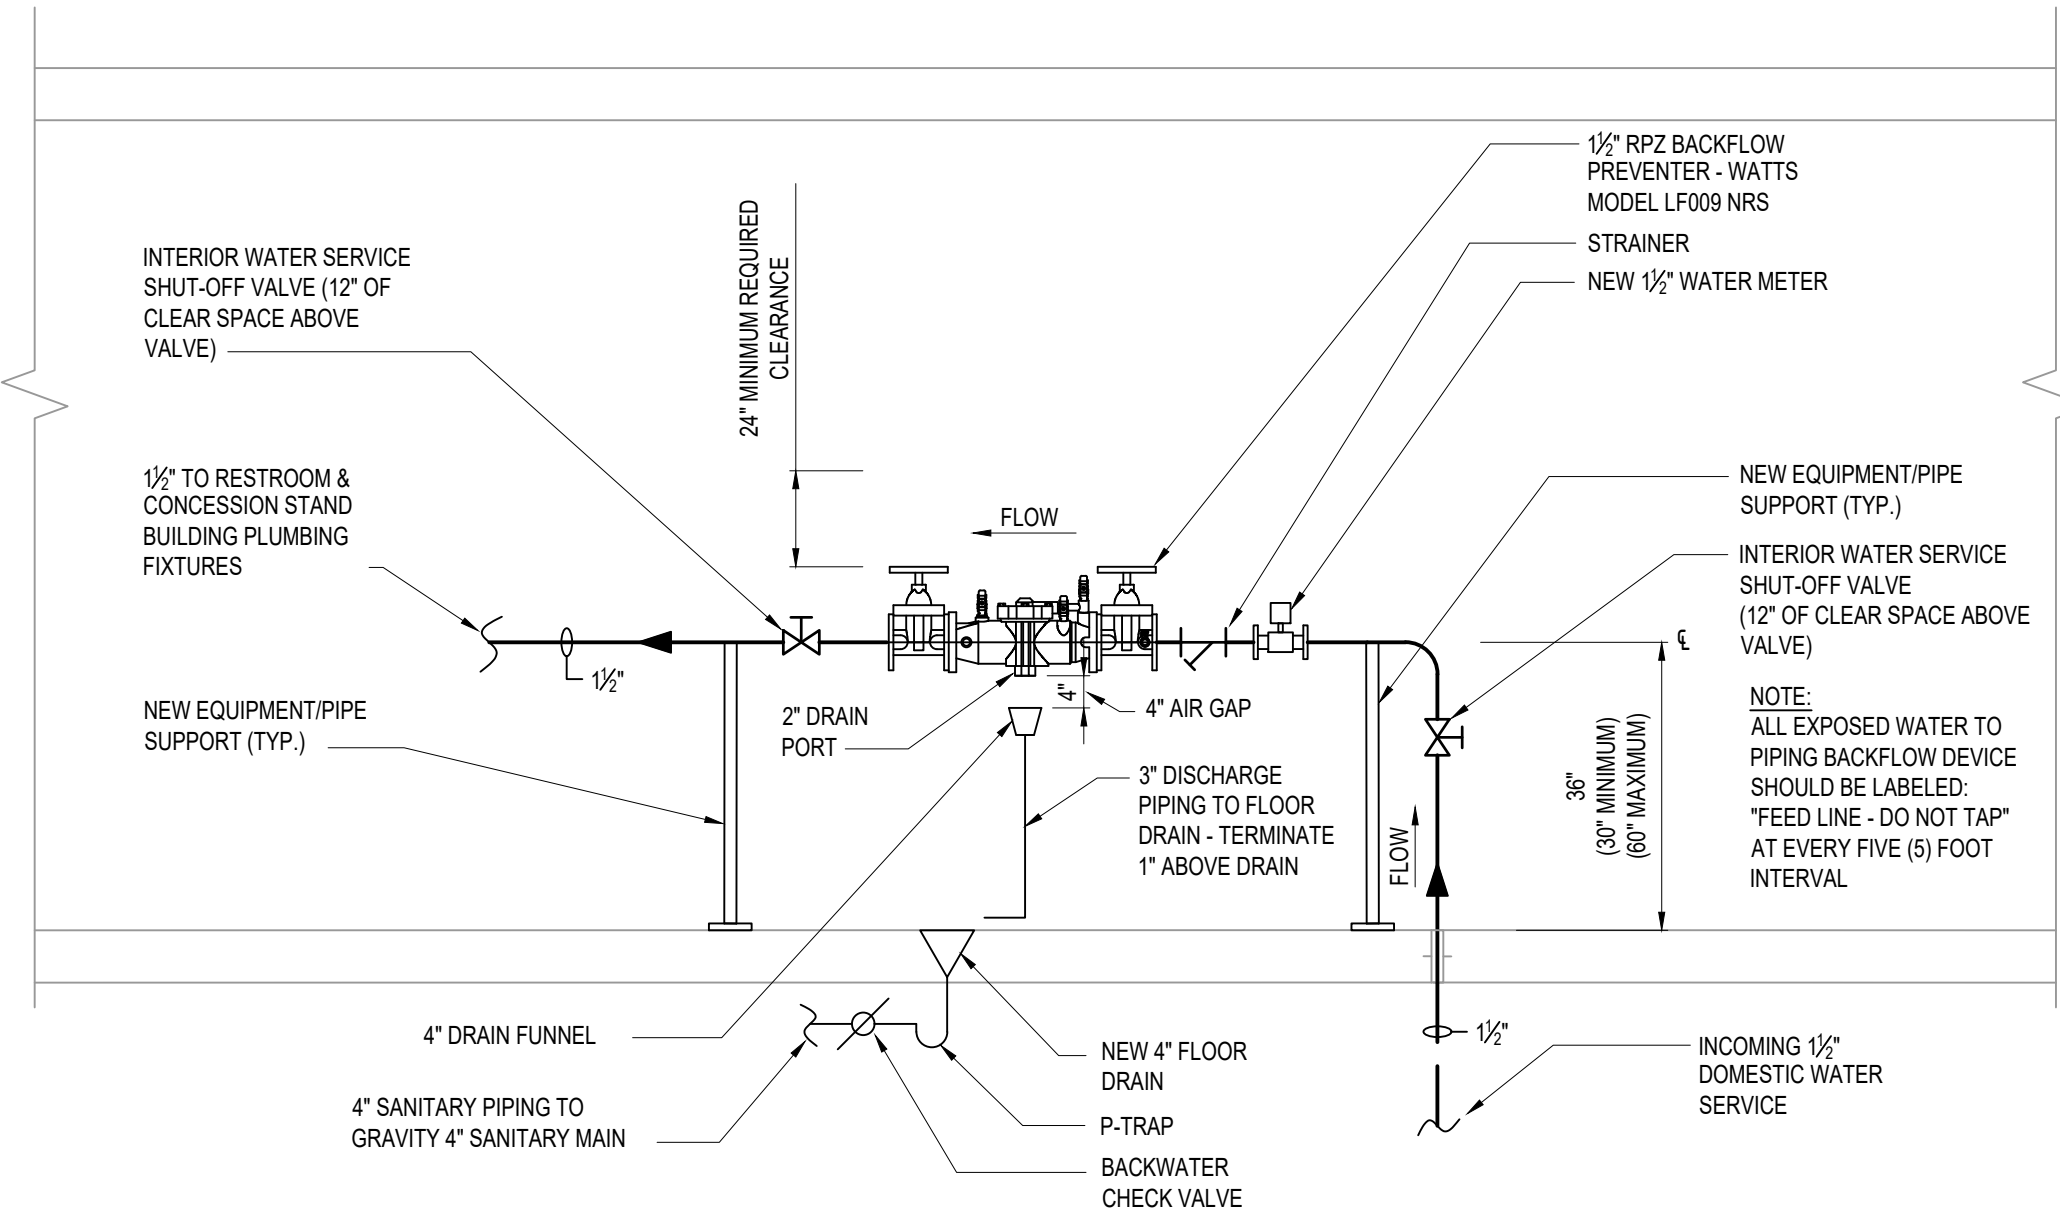 1½" RPZ BACKFLOW
PREVENTER - WATTS
MODEL LF009 NRS
STRAINER
NEW 1½" WATER METER
24" MINIMUM REQUIRED
CLEARANCE
INTERIOR WATER SERVICE
SHUT-OFF VALVE (12" OF
CLEAR SPACE ABOVE
VALVE)
1½" TO RESTROOM &
CONCESSION STAND
BUILDING PLUMBING
FIXTURES
FLOW
NEW EQUIPMENT/PIPE
SUPPORT (TYP.)
INTERIOR WATER SERVICE
SHUT-OFF VALVE
(12" OF CLEAR SPACE ABOVE
VALVE)
℄
1½"
NEW EQUIPMENT/PIPE
SUPPORT (TYP.)
2" DRAIN
PORT
4"
4" AIR GAP
3" DISCHARGE
PIPING TO FLOOR
DRAIN - TERMINATE
1" ABOVE DRAIN
FLOW
36"
(30" MINIMUM)
(60" MAXIMUM)
NOTE:
ALL EXPOSED WATER TO
PIPING BACKFLOW DEVICE
SHOULD BE LABELED:
"FEED LINE - DO NOT TAP"
AT EVERY FIVE (5) FOOT
INTERVAL
4" DRAIN FUNNEL
4" SANITARY PIPING TO
GRAVITY 4" SANITARY MAIN
NEW 4" FLOOR
DRAIN
P-TRAP
BACKWATER
CHECK VALVE
1½"
INCOMING 1½"
DOMESTIC WATER
SERVICE